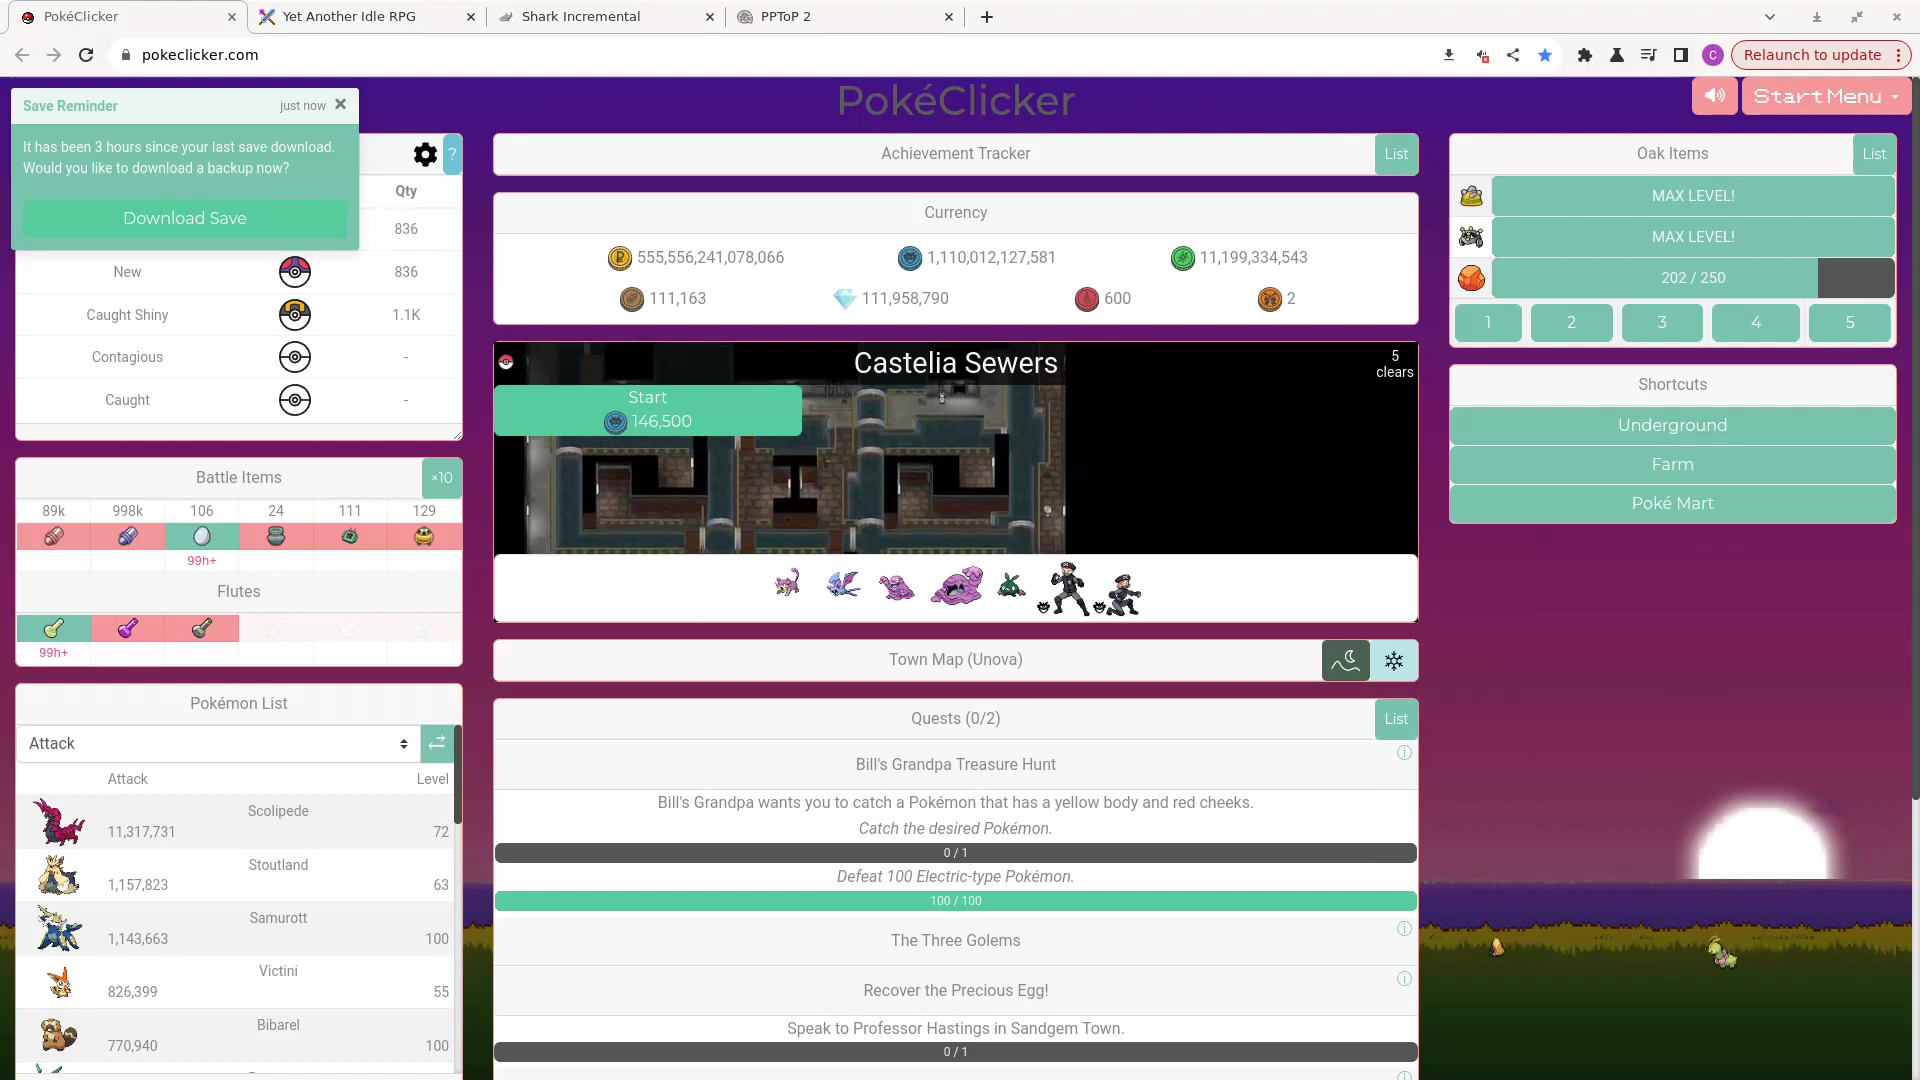 PokéClicker
Yet Another Idle RPG
Shark Incremental
PPToP 2
pokeclicker.com
C
Relaunch to update
PokéClicker
Start Menu
Save Reminder
just now
It has been 3 hours since your last save download.
Would you like to download a backup now?
Download Save
?
Qty
836
New
836
Caught Shiny
1.1K
Contagious
-
Caught
-
Battle Items
×10
89k
998k
106
24
111
129
99h+
Flutes
99h+
Pokémon List
Attack
Attack
Level
Scolipede
11,317,731
72
Stoutland
1,157,823
63
Samurott
1,143,663
100
Victini
826,399
55
Bibarel
770,940
100
Achievement Tracker
List
Currency
555,556,241,078,066
1,110,012,127,581
11,199,334,543
111,163
111,958,790
600
2
Castelia Sewers
5
clears
Start
146,500
Town Map (Unova)
Quests (0/2)
List
Bill's Grandpa Treasure Hunt
Bill's Grandpa wants you to catch a Pokémon that has a yellow body and red cheeks.
Catch the desired Pokémon.
0 / 1
Defeat 100 Electric-type Pokémon.
100 / 100
The Three Golems
Recover the Precious Egg!
Speak to Professor Hastings in Sandgem Town.
0 / 1
Oak Items
List
MAX LEVEL!
MAX LEVEL!
202 / 250
1
2
3
4
5
Shortcuts
Underground
Farm
Poké Mart